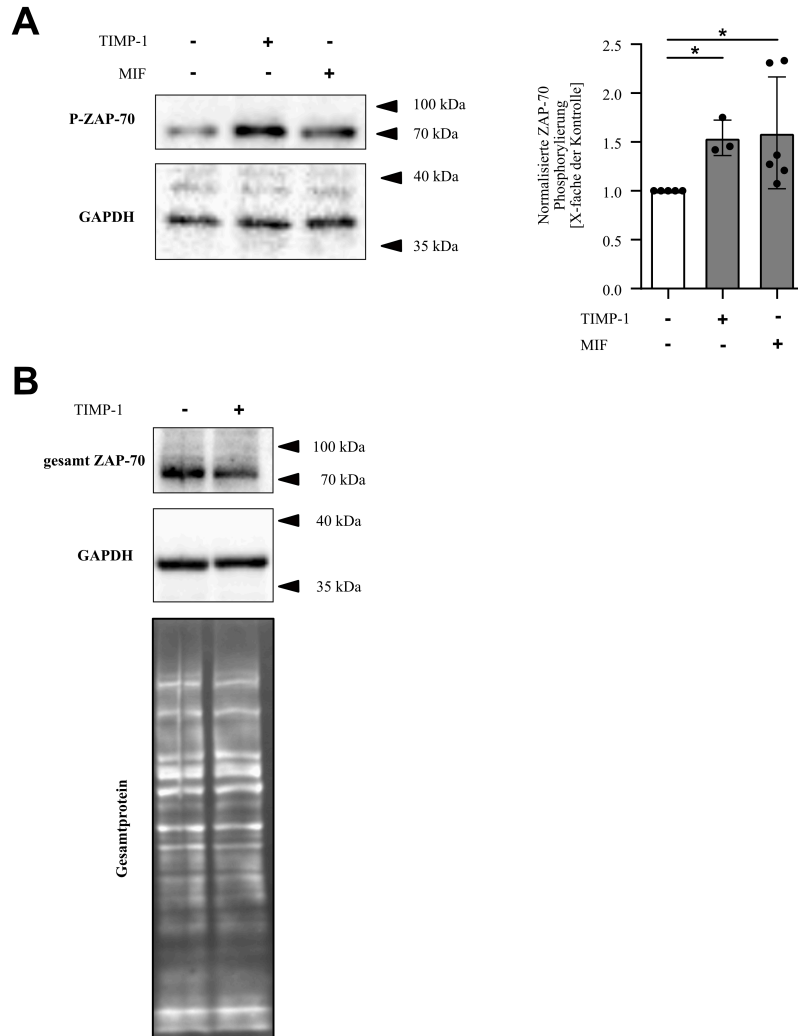 A
TIMP-1 - + -
MIF - - +
P-ZAP-70
100 kDa
70 kDa
GAPDH
40 kDa
35 kDa
Normalisierte ZAP-70
Phosphorylierung
[X-fache der Kontrolle]
2.5
2.0
1.5
1.0
0.5
0.0
* 
*
TIMP-1 - + -
MIF - - +
B
TIMP-1 - +
gesamt ZAP-70
100 kDa
70 kDa
GAPDH
40 kDa
35 kDa
Gesamtprotein